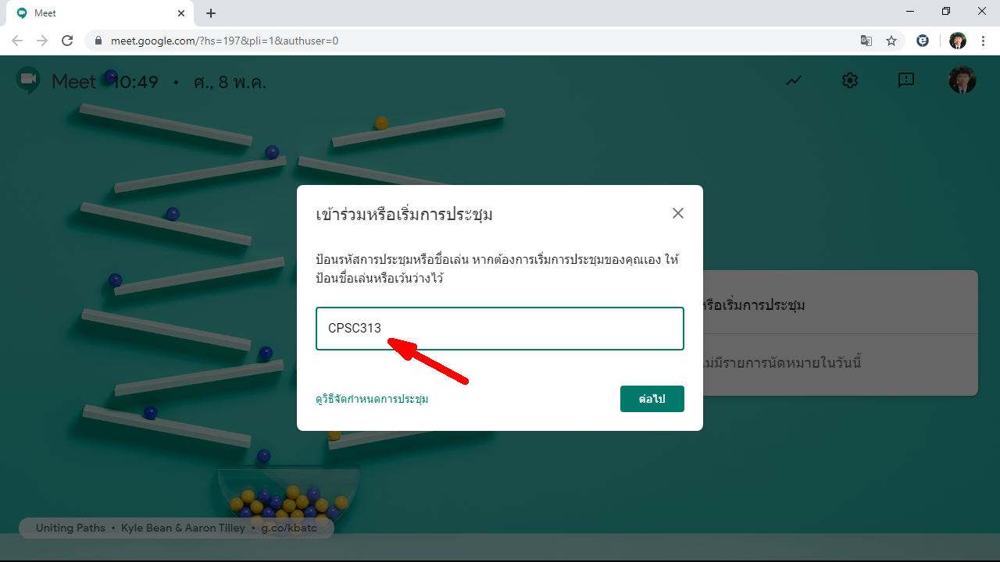 Meet
meet.google.com/?hs=197&pli=1&authuser=0
Meet 10:49 • ศ., 8 พ.ค.
เข้าร่วมหรือเริ่มการประชุม
ป้อนรหัสการประชุมหรือชื่อเล่น หากต้องการเริ่มการประชุมของคุณเอง ให้
ป้อนชื่อเล่นหรือเว้นว่างไว้
หรือเริ่มการประชุม
CPSC313
ไม่มีรายการนัดหมายในวันนี้
ดูวิธีจัดกำหนดการประชุม
ต่อไป
Uniting Paths • Kyle Bean & Aaron Tilley • g.co/kbatc